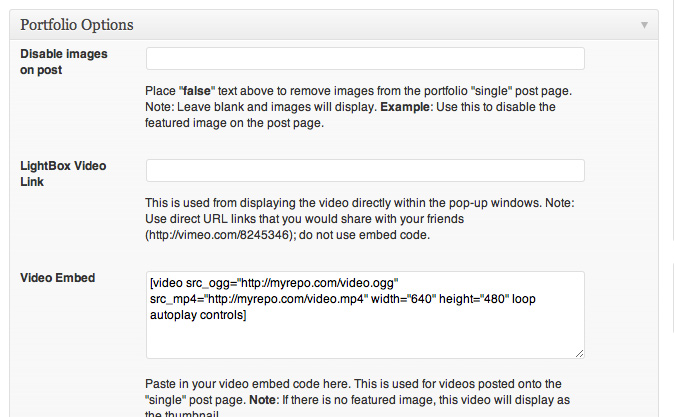 Portfolio Options
Disable images
on post
Place "false" text above to remove images from the portfolio "single" post page.
Note: Leave blank and images will display. Example: Use this to disable the
featured image on the post page.
LightBox Video
Link
This is used from displaying the video directly within the pop-up windows. Note:
Use direct URL links that you would share with your friends
(http://vimeo.com/8245346); do not use embed code.
Video Embed
[video src_ogg="http://myrepo.com/video.ogg"
src_mp4="http://myrepo.com/video.mp4" width="640" height="480" loop
autoplay controls]
Paste in your video embed code here. This is used for videos posted onto the
"single" post page. Note: If there is no featured image, this video will display as
the thumbnail